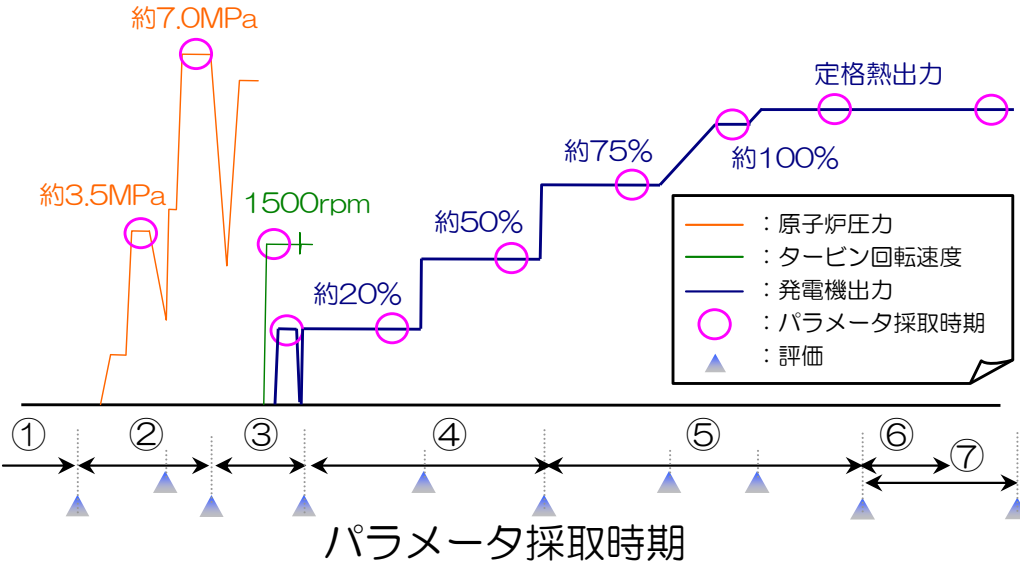 約7.0MPa
定格熱出力
約75%
約100%
約3.5MPa
1500rpm
約50%
約20%
：原子炉圧力
：タービン回転速度
：発電機出力
：パラメータ採取時期
：評価
① ② ③ ④ ⑤ ⑥
⑦
パラメータ採取時期